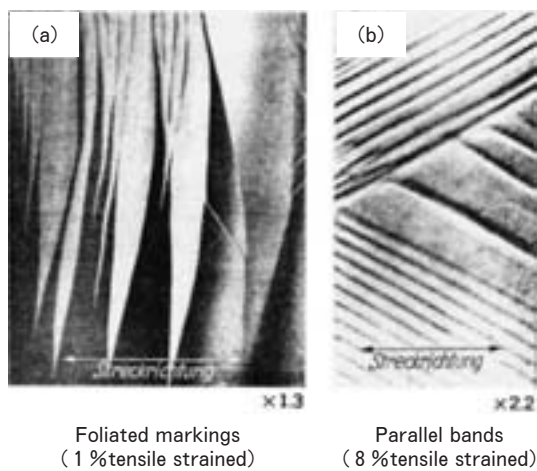 (a)
Streckrichtung
×1.3
Foliated markings
(1%tensile strained)
(b)
Streckrichtung
×2.2
Parallel bands
(8%tensile strained)